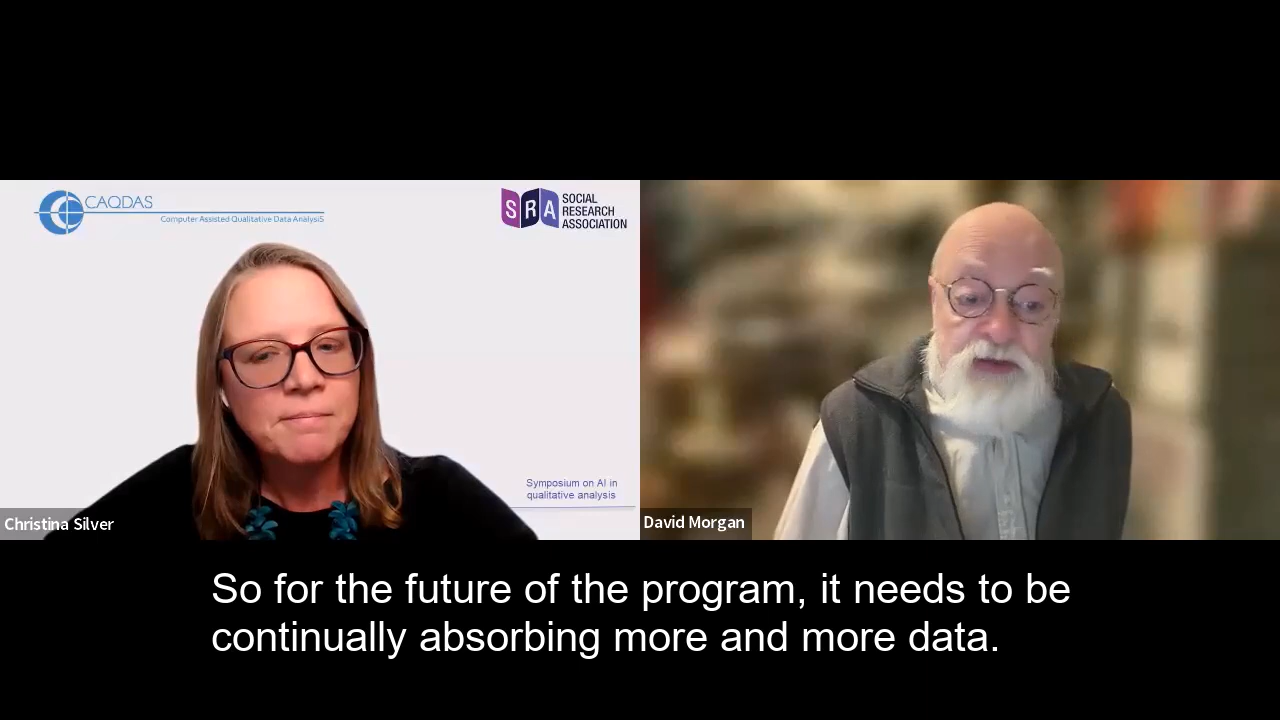 CAQDAS
Computer Assisted Qualitative Data AnalysiS
SRA
SOCIAL
RESEARCH
ASSOCIATION
Symposium on AI in
qualitative analysis
Christina Silver
David Morgan
So for the future of the program, it needs to be
continually absorbing more and more data.